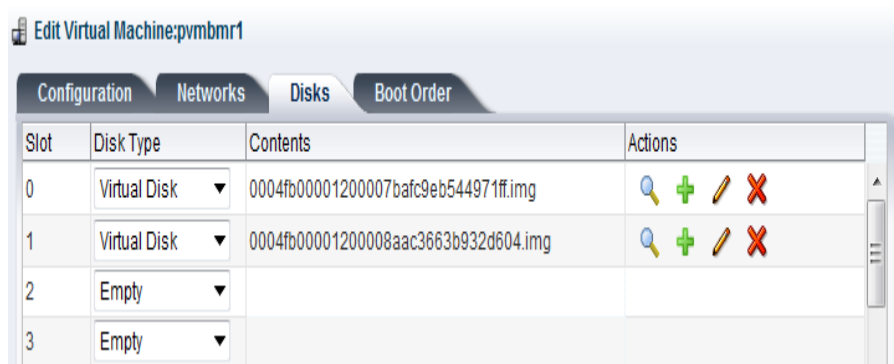 Edit Virtual Machine:pvmbmr1
Configuration Networks Disks Boot Order
Slot Disk Type Contents Actions
0 Virtual Disk 0004fb00001200007bafc9eb544971ff.img
1 Virtual Disk 0004fb00001200008aac3663b932d604.img
2 Empty
3 Empty